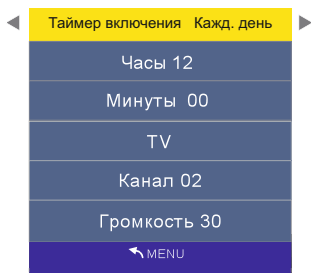 Таймер включения Кажд. день
Часы 12
Минуты 00
TV
Канал 02
Громкость 30
MENU